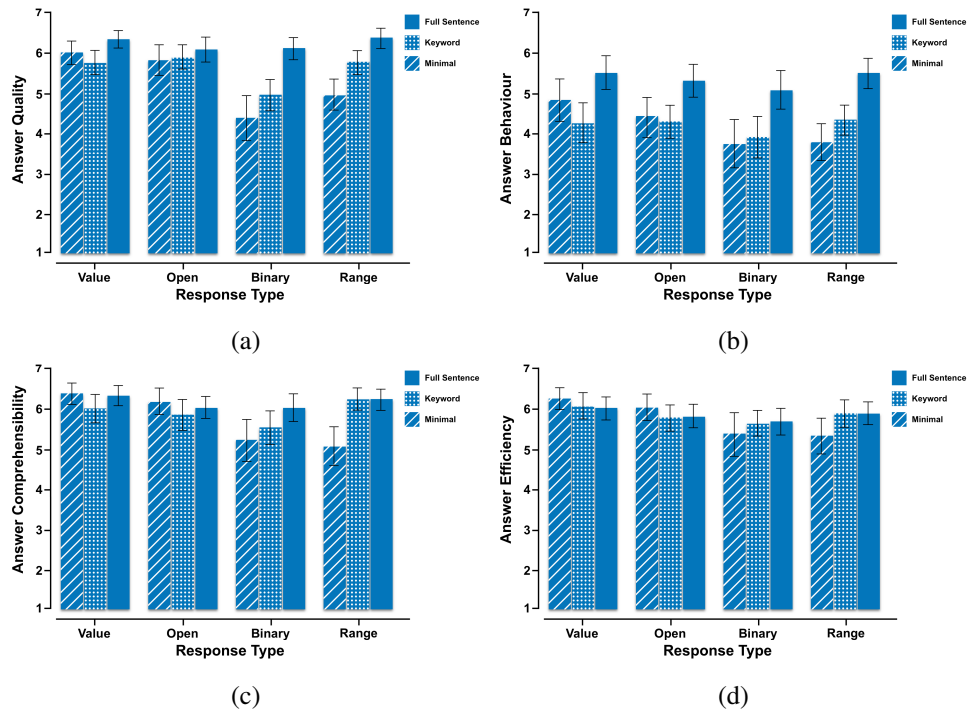 7
6
5
4
3
2
1
Answer Quality
Value Open Binary Range
Response Type
Full Sentence
Keyword
Minimal
(a)
7
6
5
4
3
2
1
Answer Behaviour
Value Open Binary Range
Response Type
Full Sentence
Keyword
Minimal
(b)
7
6
5
4
3
2
1
Answer Comprehensibility
Value Open Binary Range
Response Type
Full Sentence
Keyword
Minimal
(c)
7
6
5
4
3
2
1
Answer Efficiency
Value Open Binary Range
Response Type
Full Sentence
Keyword
Minimal
(d)